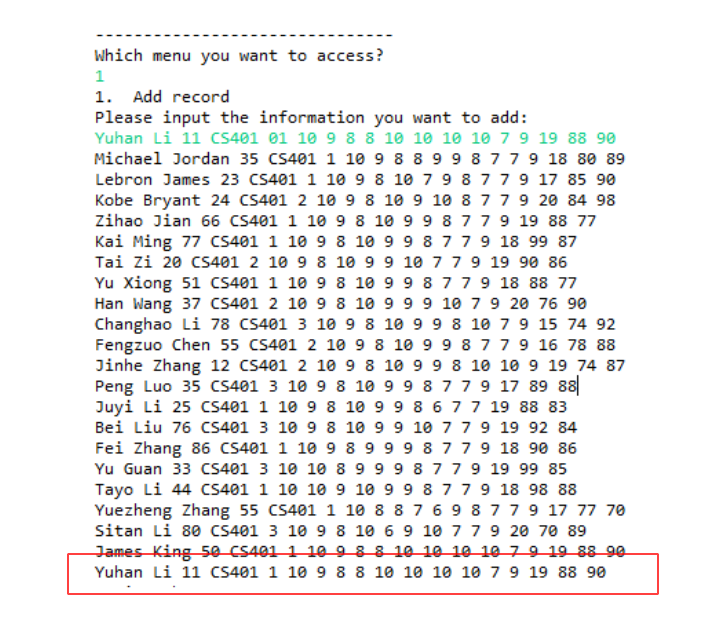 -------------------------------
Which menu you want to access?
1
1.  Add record
Please input the information you want to add:
Yuhan Li 11 CS401 01 10 9 8 8 10 10 10 10 7 9 19 88 90
Michael Jordan 35 CS401 1 10 9 8 8 9 9 8 7 7 9 18 80 89
Lebron James 23 CS401 1 10 9 8 10 7 9 8 7 7 9 17 85 90
Kobe Bryant 24 CS401 2 10 9 8 10 9 10 8 7 7 9 20 84 98
Zihao Jian 66 CS401 1 10 9 8 10 9 9 8 7 7 9 19 88 77
Kai Ming 77 CS401 1 10 9 8 10 9 9 8 7 7 9 18 99 87
Tai Zi 20 CS401 2 10 9 8 10 9 9 10 7 7 9 19 90 86
Yu Xiong 51 CS401 1 10 9 8 10 9 9 8 7 7 9 18 88 77
Han Wang 37 CS401 2 10 9 8 10 9 9 9 10 7 9 20 76 90
Changhao Li 78 CS401 3 10 9 8 10 9 9 8 10 7 9 15 74 92
Fengzuo Chen 55 CS401 2 10 9 8 10 9 9 8 7 7 9 16 78 88
Jinhe Zhang 12 CS401 2 10 9 8 10 9 9 8 10 10 9 19 74 87
Peng Luo 35 CS401 3 10 9 8 10 9 9 8 7 7 9 17 89 88
Juyi Li 25 CS401 1 10 9 8 10 9 9 8 6 7 7 19 88 83
Bei Liu 76 CS401 3 10 9 8 10 9 9 10 7 7 9 19 92 84
Fei Zhang 86 CS401 1 10 9 8 9 9 9 8 7 7 9 18 90 86
Yu Guan 33 CS401 3 10 10 8 9 9 9 8 7 7 9 19 99 85
Tayo Li 44 CS401 1 10 10 9 10 9 9 8 7 7 9 18 98 88
Yuezheng Zhang 55 CS401 1 10 8 8 7 6 9 8 7 7 9 17 77 70
Sitan Li 80 CS401 3 10 9 8 10 6 9 10 7 7 9 20 70 89
James King 50 CS401 1 10 9 8 8 10 10 10 10 7 9 19 88 90
Yuhan Li 11 CS401 1 10 9 8 8 10 10 10 10 7 9 19 88 90